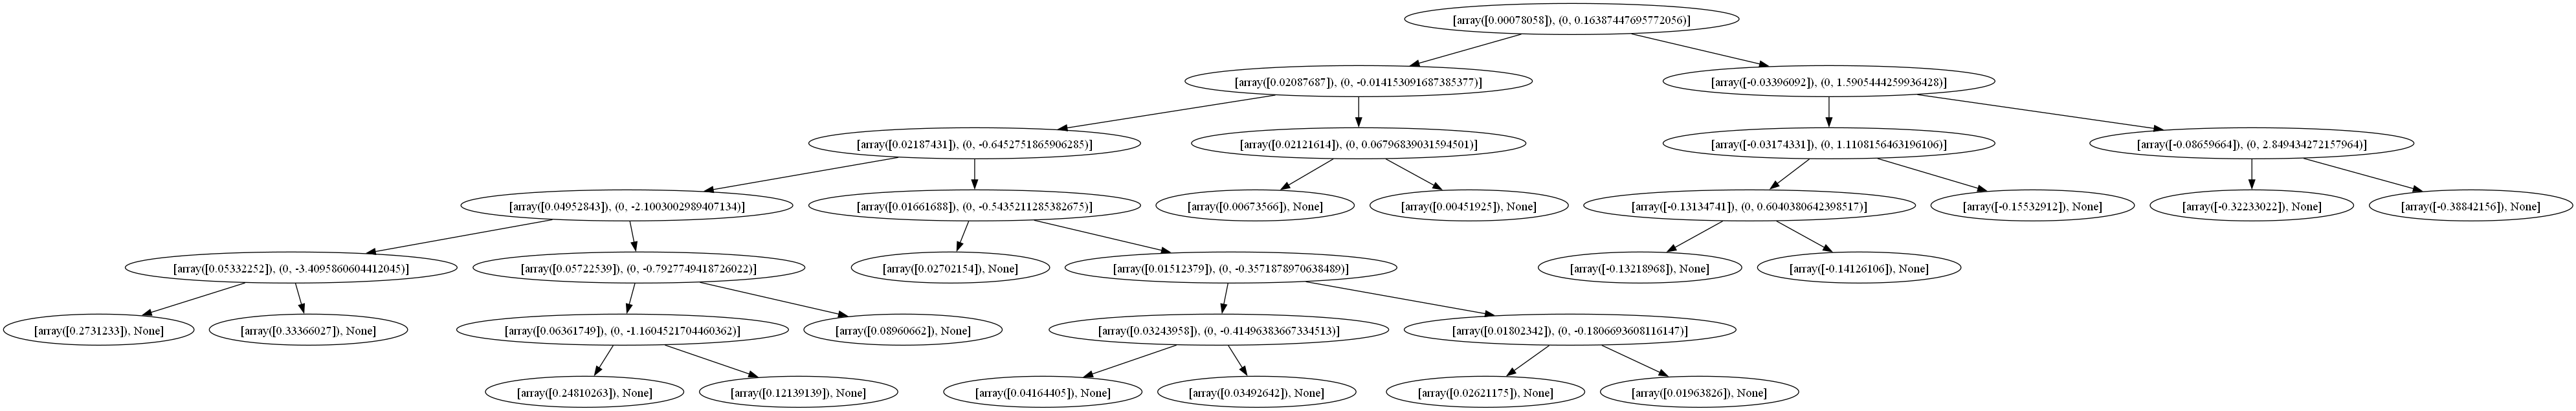 [array([0.00078058]), (0, 0.16387447695772056)]
[array([0.02087687]), (0, -0.014153091687385377)]
[array([-0.03396092]), (0, 1.5905444259936428)]
[array([0.02187431]), (0, -0.6452751865906285)]
[array([0.02121614]), (0, 0.06796839031594501)]
[array([-0.03174331]), (0, 1.1108156463196106)]
[array([-0.08659664]), (0, 2.849434272157964)]
[array([0.04952843]), (0, -2.1003002989407134)]
[array([0.01661688]), (0, -0.5435211285382675)]
[array([0.00673566]), None]
[array([0.00451925]), None]
[array([-0.13134741]), (0, 0.6040380642398517)]
[array([-0.15532912]), None]
[array([-0.32233022]), None]
[array([-0.38842156]), None]
[array([0.05332252]), (0, -3.4095860604412045)]
[array([0.05722539]), (0, -0.7927749418726022)]
[array([0.02702154]), None]
[array([0.01512379]), (0, -0.3571878970638489)]
[array([-0.13218968]), None]
[array([-0.14126106]), None]
[array([0.2731233]), None]
[array([0.33366027]), None]
[array([0.06361749]), (0, -1.1604521704460362)]
[array([0.08960662]), None]
[array([0.03243958]), (0, -0.41496383667334513)]
[array([0.01802342]), (0, -0.1806693608116147)]
[array([0.24810263]), None]
[array([0.12139139]), None]
[array([0.04164405]), None]
[array([0.03492642]), None]
[array([0.02621175]), None]
[array([0.01963826]), None]